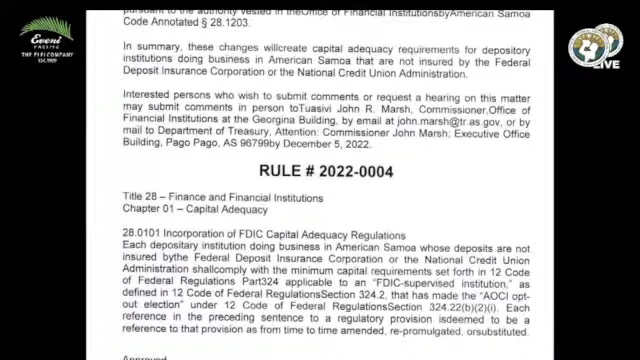 pursuant to the authority vested in theOffice of Financial InstitutionsbyAmerican Samoa
Code Annotated § 28.1203.
In summary, these changes willcreate capital adequacy requirements for depository
institutions doing business in American Samoa that are not insured by the Federal
Deposit Insurance Corporation or the National Credit Union Administration.
Interested persons who wish to submit comments or request a hearing on this matter
may submit comments in person toTuasivi John R. Marsh, Commissioner,Office of
Financial Institutions at the Georgina Building, by email at john.marsh@tr.as.gov, or by
mail to Department of Treasury, Attention: Commissioner John Marsh; Executive Office
Building, Pago Pago, AS 96799by December 5, 2022.
RULE # 2022-0004
Title 28 – Finance and Financial Institutions
Chapter 01 – Capital Adequacy
28.0101 Incorporation of FDIC Capital Adequacy Regulations
Each depositary institution doing business in American Samoa whose deposits are not
insured bythe Federal Deposit Insurance Corporation or the National Credit Union
Administration shallcomply with the minimum capital requirements set forth in 12 Code
of Federal Regulations Part324 applicable to an “FDIC-supervised institution,” as
defined in 12 Code of Federal RegulationsSection 324.2, that has made the “AOCI opt-
out election” under 12 Code of Federal RegulationsSection 324.22(b)(2)(i). Each
reference in the preceding sentence to a regulatory provision isdeemed to be a
reference to that provision as from time to time amended, re-promulgated, orsubstituted.
Approved
Eveni
PACIFIC
THE FIJI COMPANY
LIVE